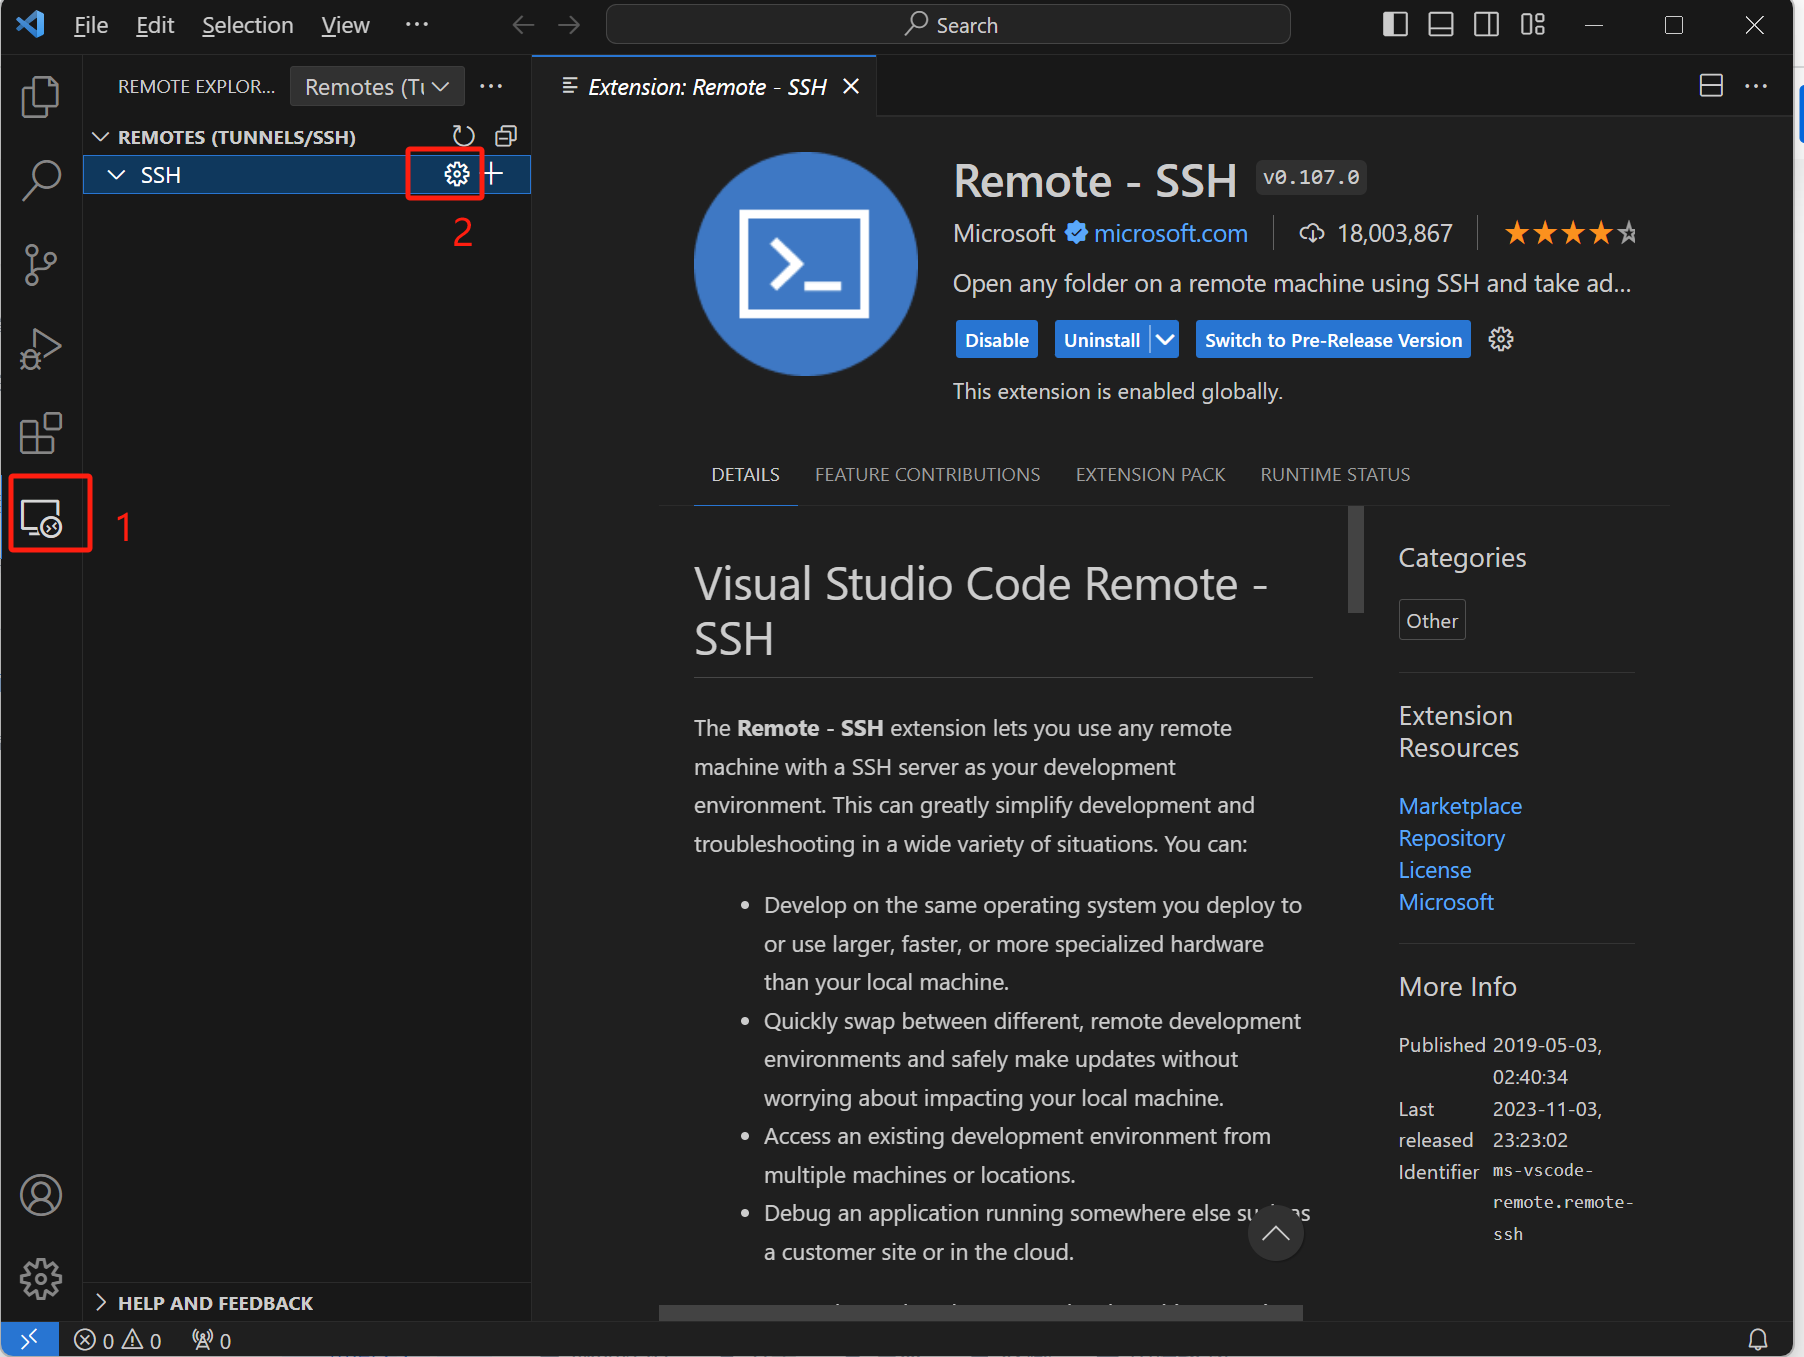 File Edit Selection View ··· Search
REMOTE EXPLOR... Remotes (Tu ···
Extension: Remote - SSH
REMOTES (TUNNELS/SSH)
SSH
2
1
HELP AND FEEDBACK
Remote - SSH v0.107.0
Microsoft microsoft.com 18,003,867
Open any folder on a remote machine using SSH and take ad...
Disable Uninstall Switch to Pre-Release Version
This extension is enabled globally.
DETAILS FEATURE CONTRIBUTIONS EXTENSION PACK RUNTIME STATUS
Visual Studio Code Remote -
SSH
The Remote - SSH extension lets you use any remote
machine with a SSH server as your development
environment. This can greatly simplify development and
troubleshooting in a wide variety of situations. You can:
• Develop on the same operating system you deploy to
or use larger, faster, or more specialized hardware
than your local machine.
• Quickly swap between different, remote development
environments and safely make updates without
worrying about impacting your local machine.
• Access an existing development environment from
multiple machines or locations.
• Debug an application running somewhere else such as
a customer site or in the cloud.
Categories
Other
Extension
Resources
Marketplace
Repository
License
Microsoft
More Info
Published 2019-05-03,
02:40:34
Last 2023-11-03,
released 23:23:02
Identifier ms-vscode-
remote.remote-
ssh
0 0 0